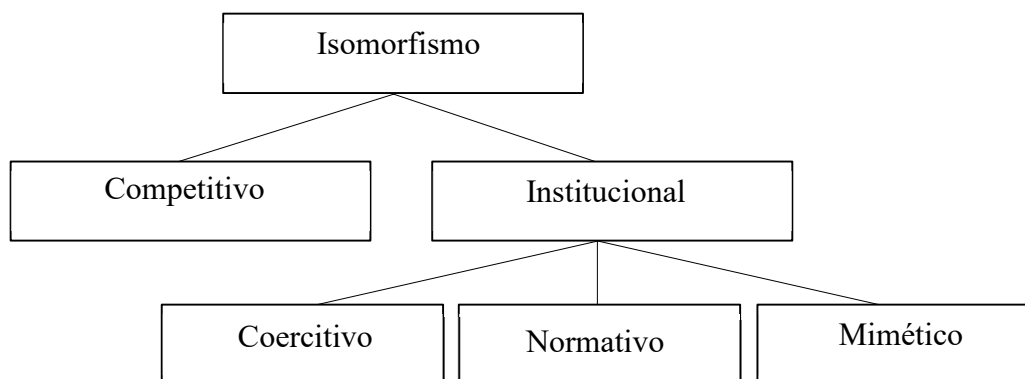 Isomorfismo
Competitivo
Institucional
Coercitivo
Normativo
Mimético